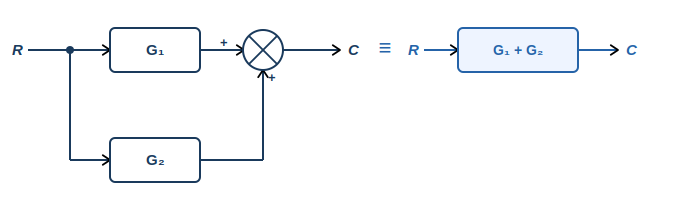 R G₁ + C ≡ R G₁ + G₂ C
+
G₂